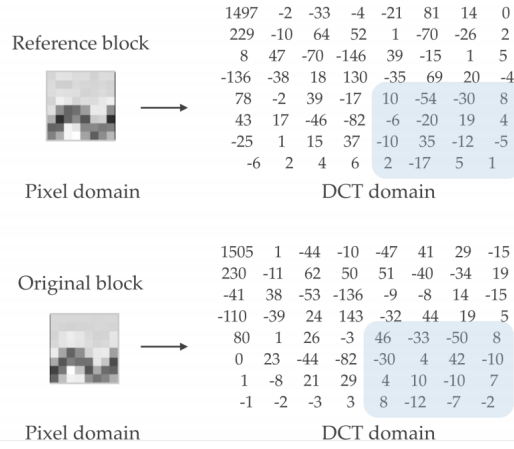 1497 -2 -33 -4 -21 81 14 0
229 -10 64 52 1 -70 -26 2
Reference block
8 47 -70 -146 39 -15 1 5
-136 -38 18 130 -35 69 20 -4
78 -2 39 -17 10 -54 -30 8
43 17 -46 -82 -6 -20 19 4
-25 1 15 37 -10 35 -12 -5
-6 2 4 6 2 -17 5 1
Pixel domain
DCT domain
1505 1 -44 -10 -47 41 29 -15
230 -11 62 50 51 -40 -34 19
Original block
-41 38 -53 -136 -9 -8 14 -15
-110 -39 24 143 -32 44 19 5
80 1 26 -3 46 -33 -50 8
0 23 -44 -82 -30 4 42 -10
1 -8 21 29 4 10 -10 7
-1 -2 -3 3 8 -12 -7 -2
Pixel domain
DCT domain